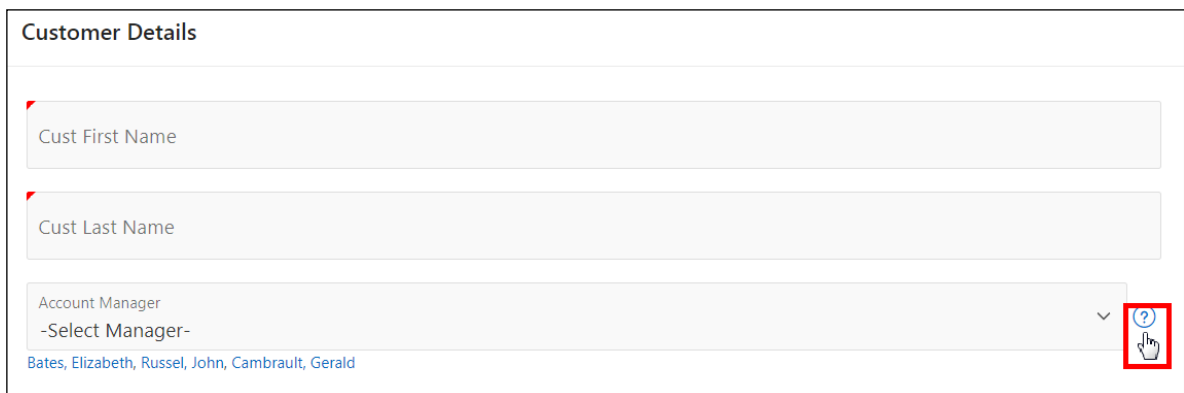 Customer Details
Cust First Name
Cust Last Name
Account Manager
-Select Manager-
?
Bates, Elizabeth, Russel, John, Cambrault, Gerald